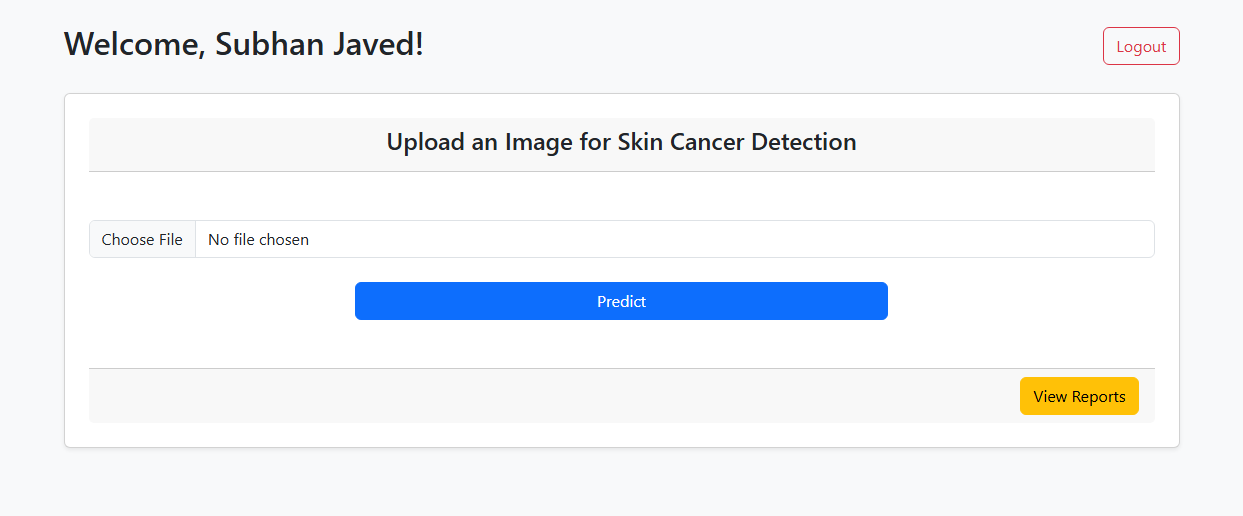 Welcome, Subhan Javed!
Logout
Upload an Image for Skin Cancer Detection
Choose File No file chosen
Predict
View Reports